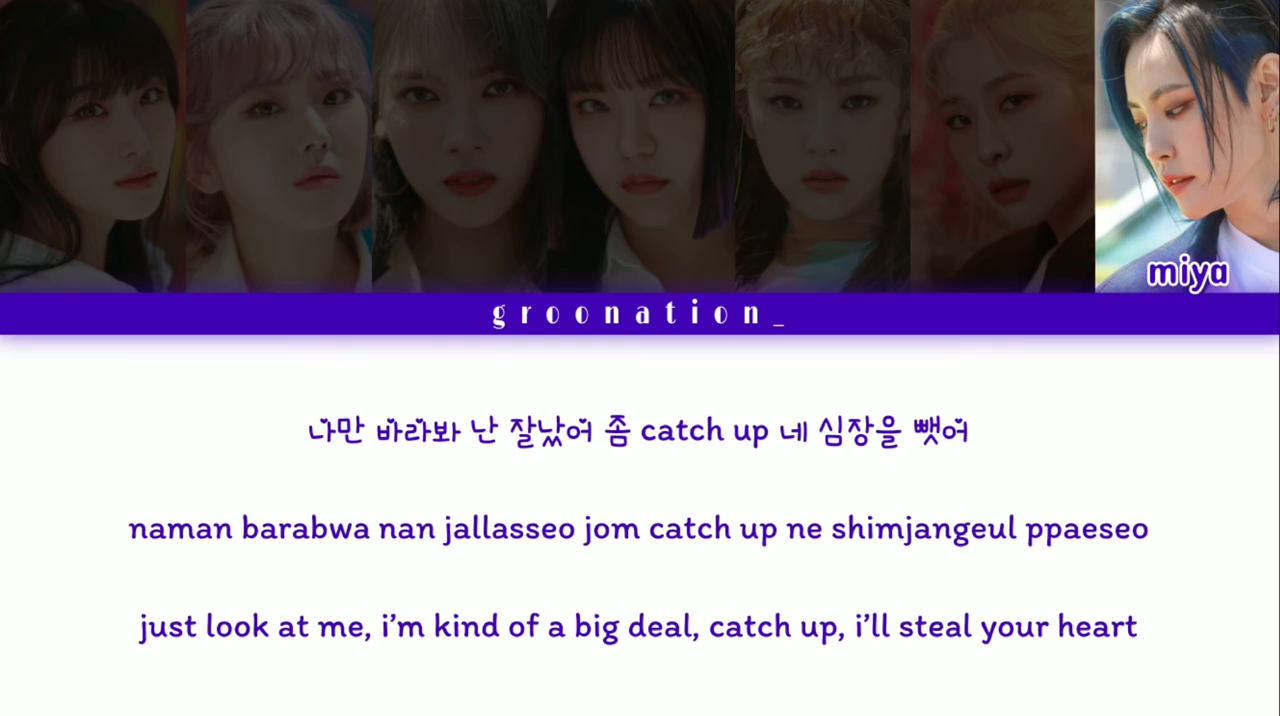 miya
groonation_
나만 바라봐 난 잘났어 좀 catch up 네 심장을 뺏어
naman barabwa nan jallasseo jom catch up ne shimjangeul ppaeseo
just look at me, i’m kind of a big deal, catch up, i’ll steal your heart